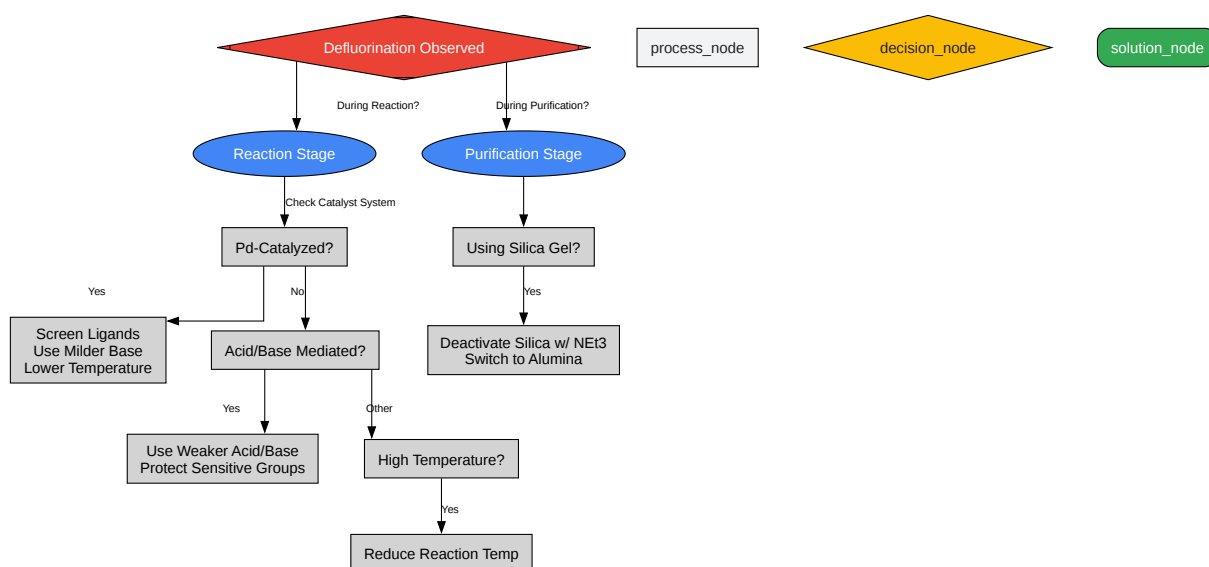 Defluorination Observed
process_node
decision_node
solution_node
During Reaction?
During Purification?
Reaction Stage
Purification Stage
Check Catalyst System
Pd-Catalyzed?
Using Silica Gel?
Yes
No
Yes
Screen Ligands
Use Milder Base
Lower Temperature
Acid/Base Mediated?
Deactivate Silica w/ NEt3
Switch to Alumina
Yes
Other
Use Weaker Acid/Base
Protect Sensitive Groups
High Temperature?
Yes
Reduce Reaction Temp